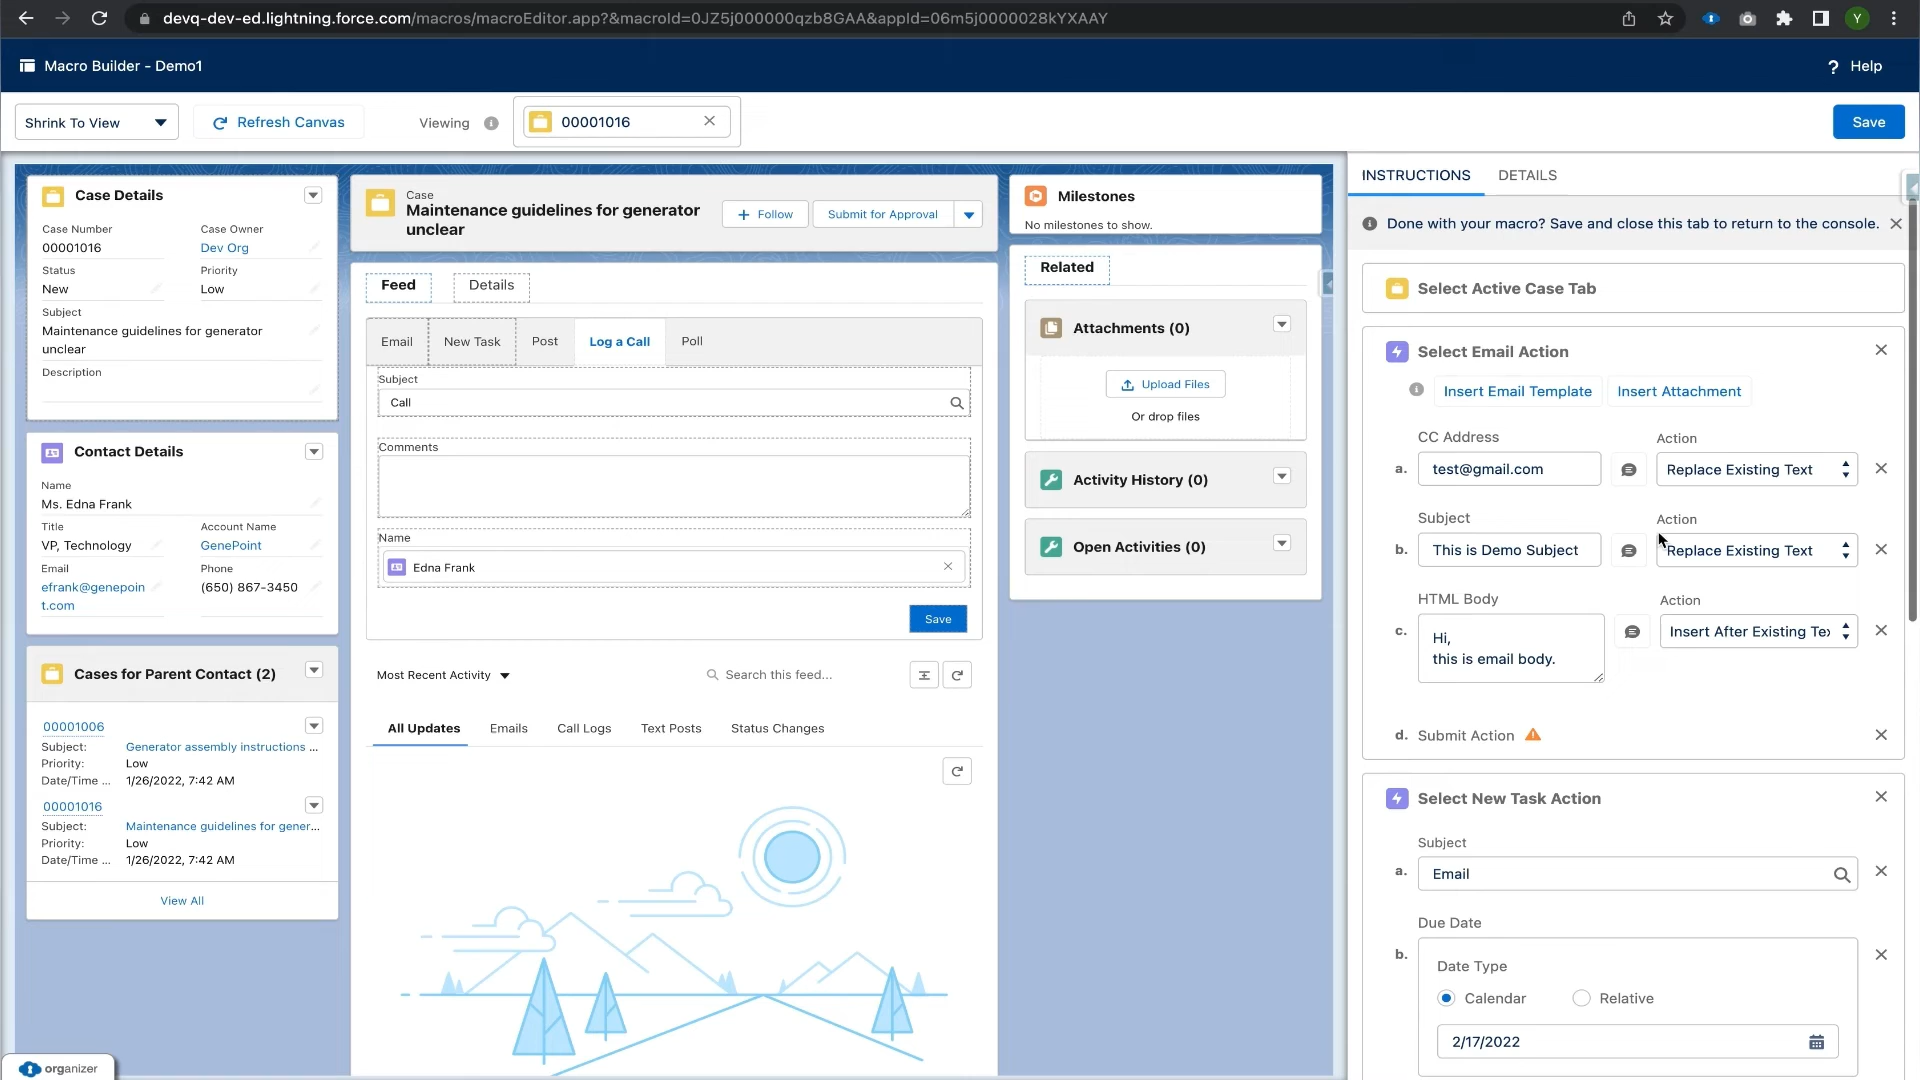 devq-dev-ed.lightning.force.com/macros/macroEditor.app?&macroId=0JZ5j000000qzb8GAA&appId=06m5j0000028kYXAAY
Y
Macro Builder - Demo1
? Help
Shrink To View
Refresh Canvas
Viewing
00001016
Save
Case Details
Case Number
00001016
Case Owner
Dev Org
Status
New
Priority
Low
Subject
Maintenance guidelines for generator
unclear
Description
Contact Details
Name
Ms. Edna Frank
Title
VP, Technology
Account Name
GenePoint
Email
efrank@genepoin
t.com
Phone
(650) 867-3450
Cases for Parent Contact (2)
00001006
Subject: Generator assembly instructions ...
Priority: Low
Date/Time ... 1/26/2022, 7:42 AM
00001016
Subject: Maintenance guidelines for gener...
Priority: Low
Date/Time ... 1/26/2022, 7:42 AM
View All
organizer
Case
Maintenance guidelines for generator
unclear
Follow
Submit for Approval
Feed
Details
Email
New Task
Post
Log a Call
Poll
Subject
Call
Comments
Name
Edna Frank
Save
Most Recent Activity
Search this feed...
All Updates
Emails
Call Logs
Text Posts
Status Changes
Milestones
No milestones to show.
Related
Attachments (0)
Upload Files
Or drop files
Activity History (0)
Open Activities (0)
INSTRUCTIONS
DETAILS
Done with your macro? Save and close this tab to return to the console.
Select Active Case Tab
Select Email Action
Insert Email Template
Insert Attachment
CC Address
Action
a. test@gmail.com
Replace Existing Text
Subject
Action
b. This is Demo Subject
Replace Existing Text
HTML Body
Action
c. Hi,
this is email body.
Insert After Existing Te
d. Submit Action
Select New Task Action
Subject
a. Email
Due Date
b.
Date Type
Calendar
Relative
2/17/2022